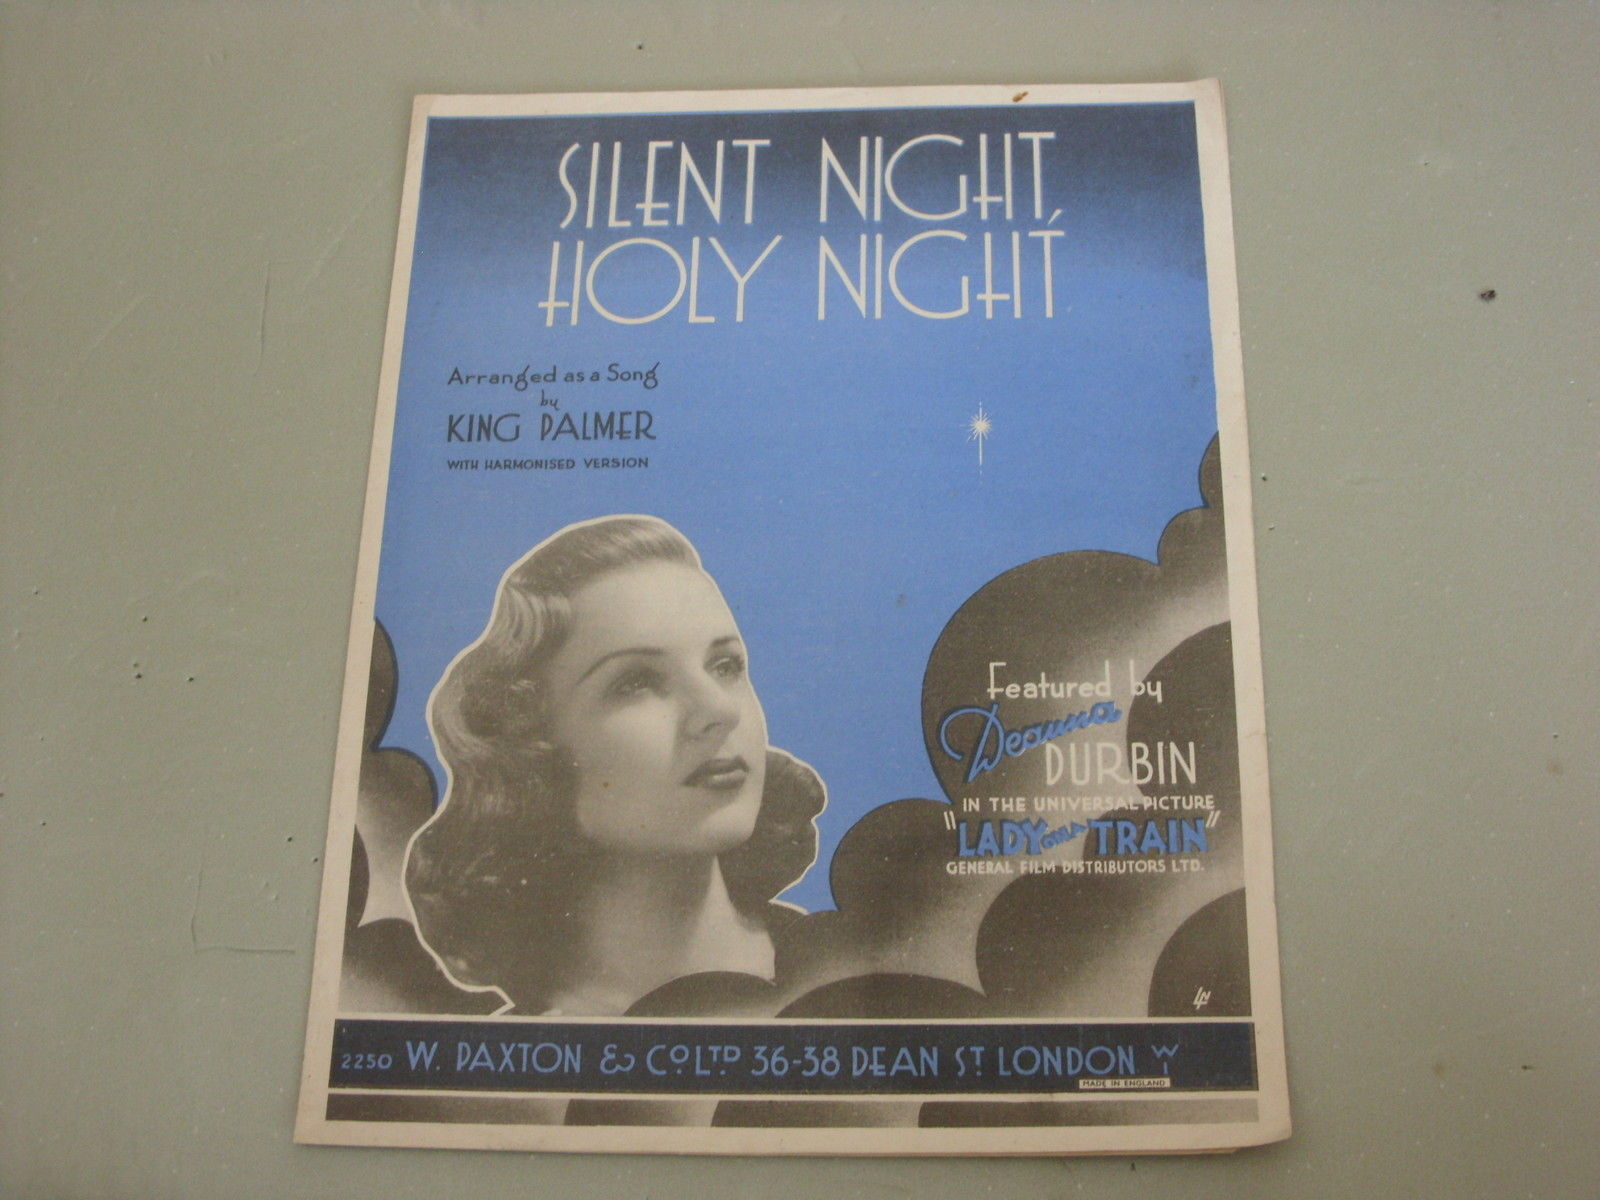 SILENT NIGHT,
HOLY NIGHT
Arranged as a Song
by
KING PALMER
WITH HARMONISED VERSION
Featured by
Deanna
DURBIN
IN THE UNIVERSAL PICTURE
"LADY ON A TRAIN"
GENERAL FILM DISTRIBUTORS LTD.
LN
2250 W. PAXTON & CO LTD 36-38 DEAN ST LONDON W1
MADE IN ENGLAND